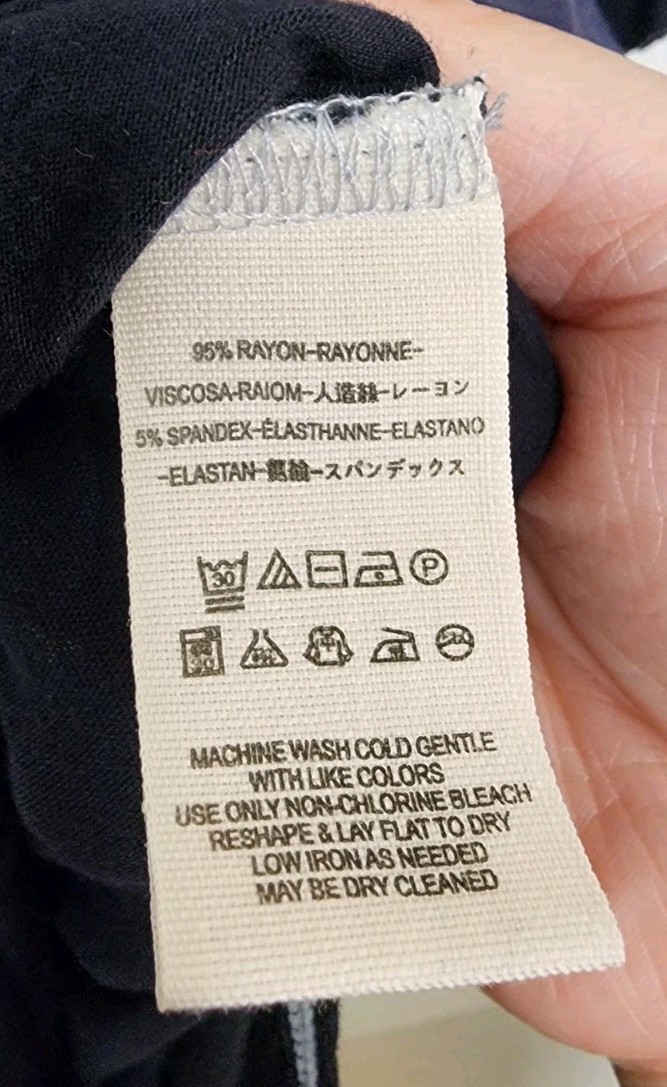 95% RAYON-RAYONNE-
VISCOSA-RAIOM-人造絲-レーヨン
5% SPANDEX-ÉLASTHANNE-ELASTANO
-ELASTAN-スパンデックス
30
P
MACHINE WASH COLD GENTLE
WITH LIKE COLORS
USE ONLY NON-CHLORINE BLEACH
RESHAPE & LAY FLAT TO DRY
LOW IRON AS NEEDED
MAY BE DRY CLEANED